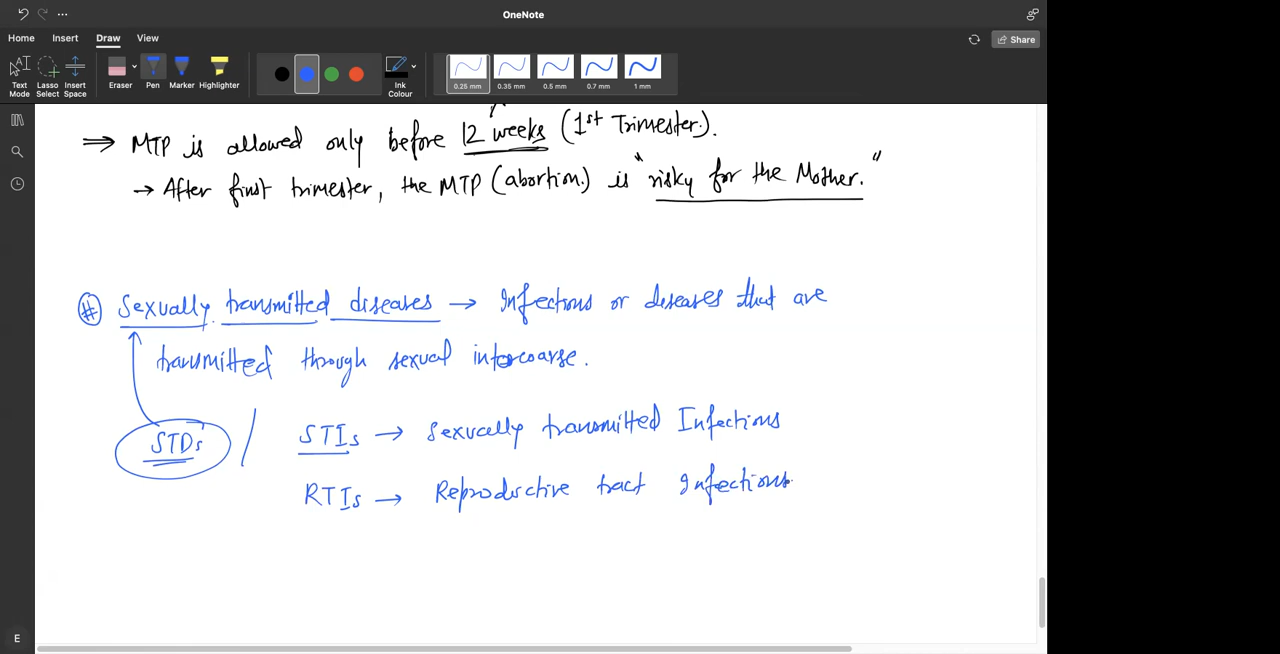 OneNote
Home Insert Draw View
Share
Text Mode Lasso Select Insert Space Eraser Pen Marker Highlighter Ink Colour 0.25 mm 0.35 mm 0.5 mm 0.7 mm 1 mm
⇒ MTP is allowed only before 12 weeks (1st Trimester).
→ After first trimester, the MTP (abortion) is "risky for the Mother."
# Sexually transmitted diseases → Infections or diseases that are
transmitted through sexual intercoarse.
STDs / STIs → Sexually transmitted Infections
RTIs → Reproductive tract Infections
E